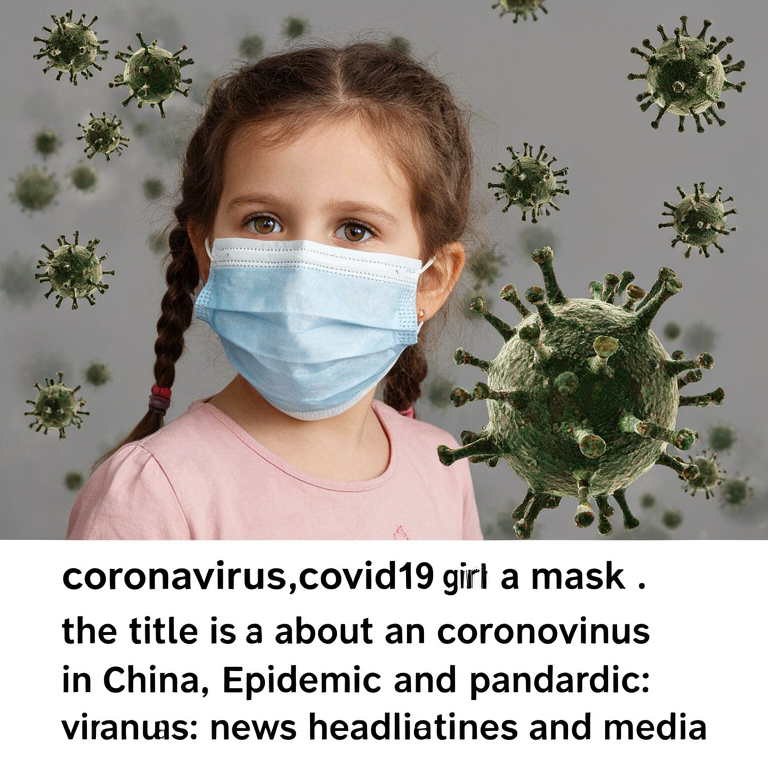 coronavirus,covid19 girl a mask .
the title is a about an coronovinus
in China, Epidemic and pandardic:
viranuas: news headliatines and media